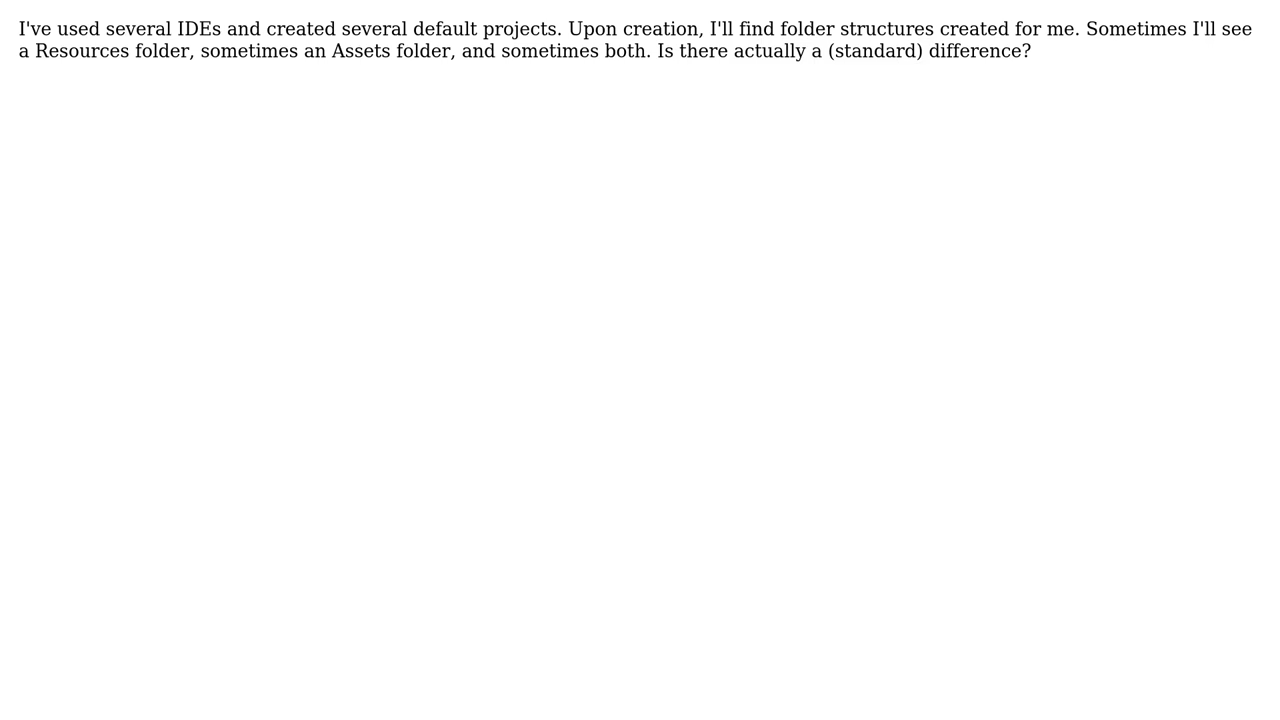 I've used several IDEs and created several default projects. Upon creation, I'll find folder structures created for me. Sometimes I'll see
a Resources folder, sometimes an Assets folder, and sometimes both. Is there actually a (standard) difference?